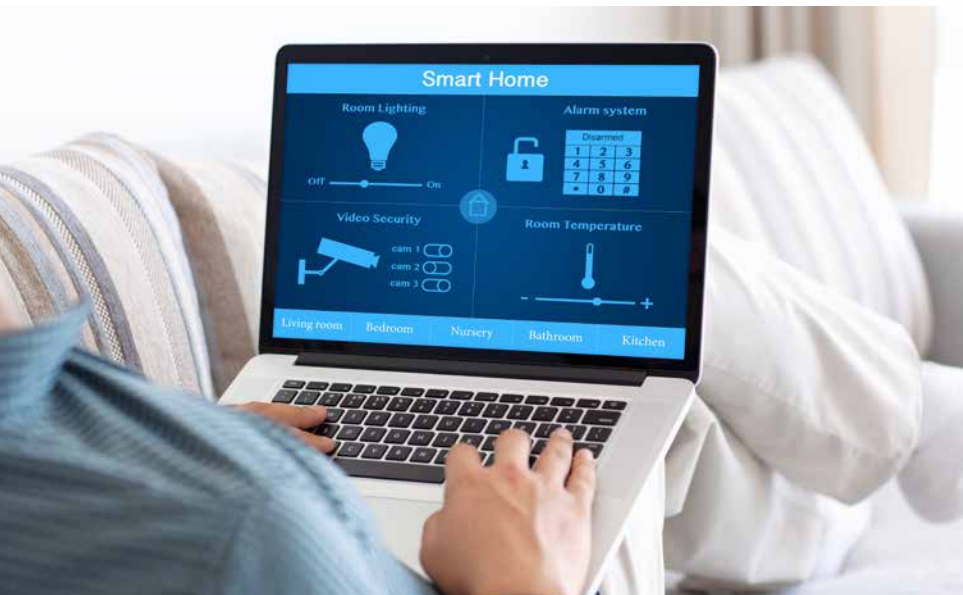 Smart Home
Room Lighting
Off
On
Alarm system
Disarmed
1 2 3
4 5 6
7 8 9
* 0 #
Video Security
cam 1
cam 2
cam 3
Room Temperature
- +
Living room Bedroom Nursery Bathroom Kitchen